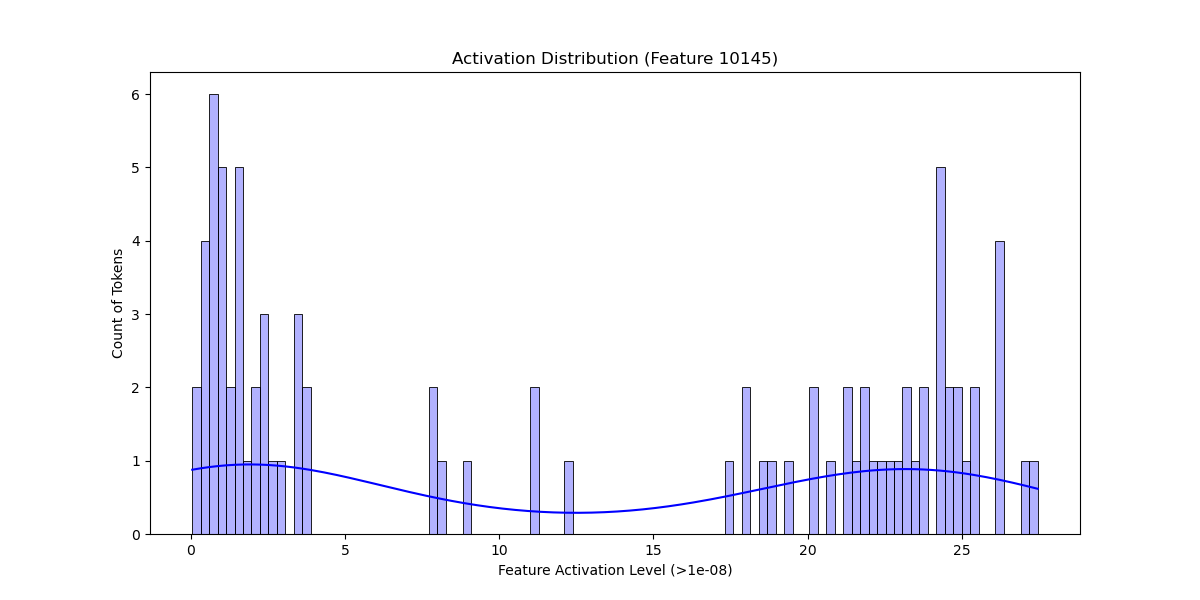 Activation Distribution (Feature 10145)
Count of Tokens
6
5
4
3
2
1
0
0 5 10 15 20 25
Feature Activation Level (>1e-08)